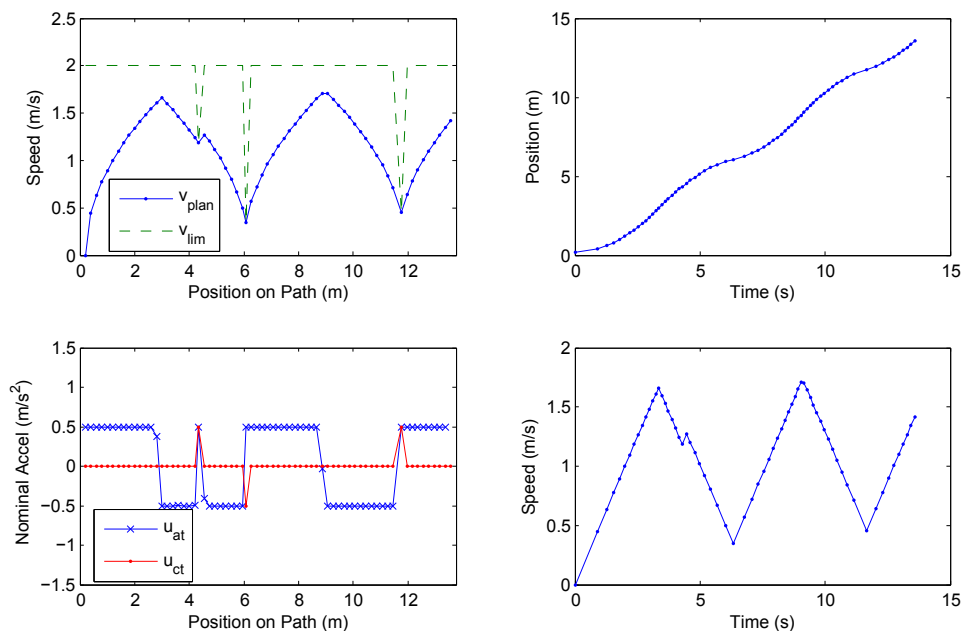 2.5
2
1.5
1
0.5
0
Speed (m/s)
v_plan
v_lim
0 2 4 6 8 10 12
Position on Path (m)
15
10
5
0
Position (m)
0 5 10 15
Time (s)
1.5
1
0.5
0
−0.5
−1
−1.5
Nominal Accel (m/s²)
u_at
u_ct
0 2 4 6 8 10 12
Position on Path (m)
2
1.5
1
0.5
0
Speed (m/s)
0 5 10 15
Time (s)